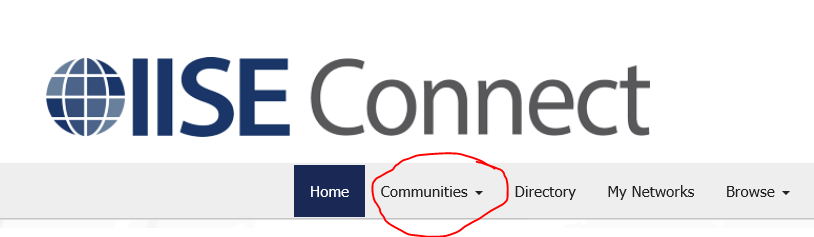 IISE Connect
Home Communities Directory My Networks Browse